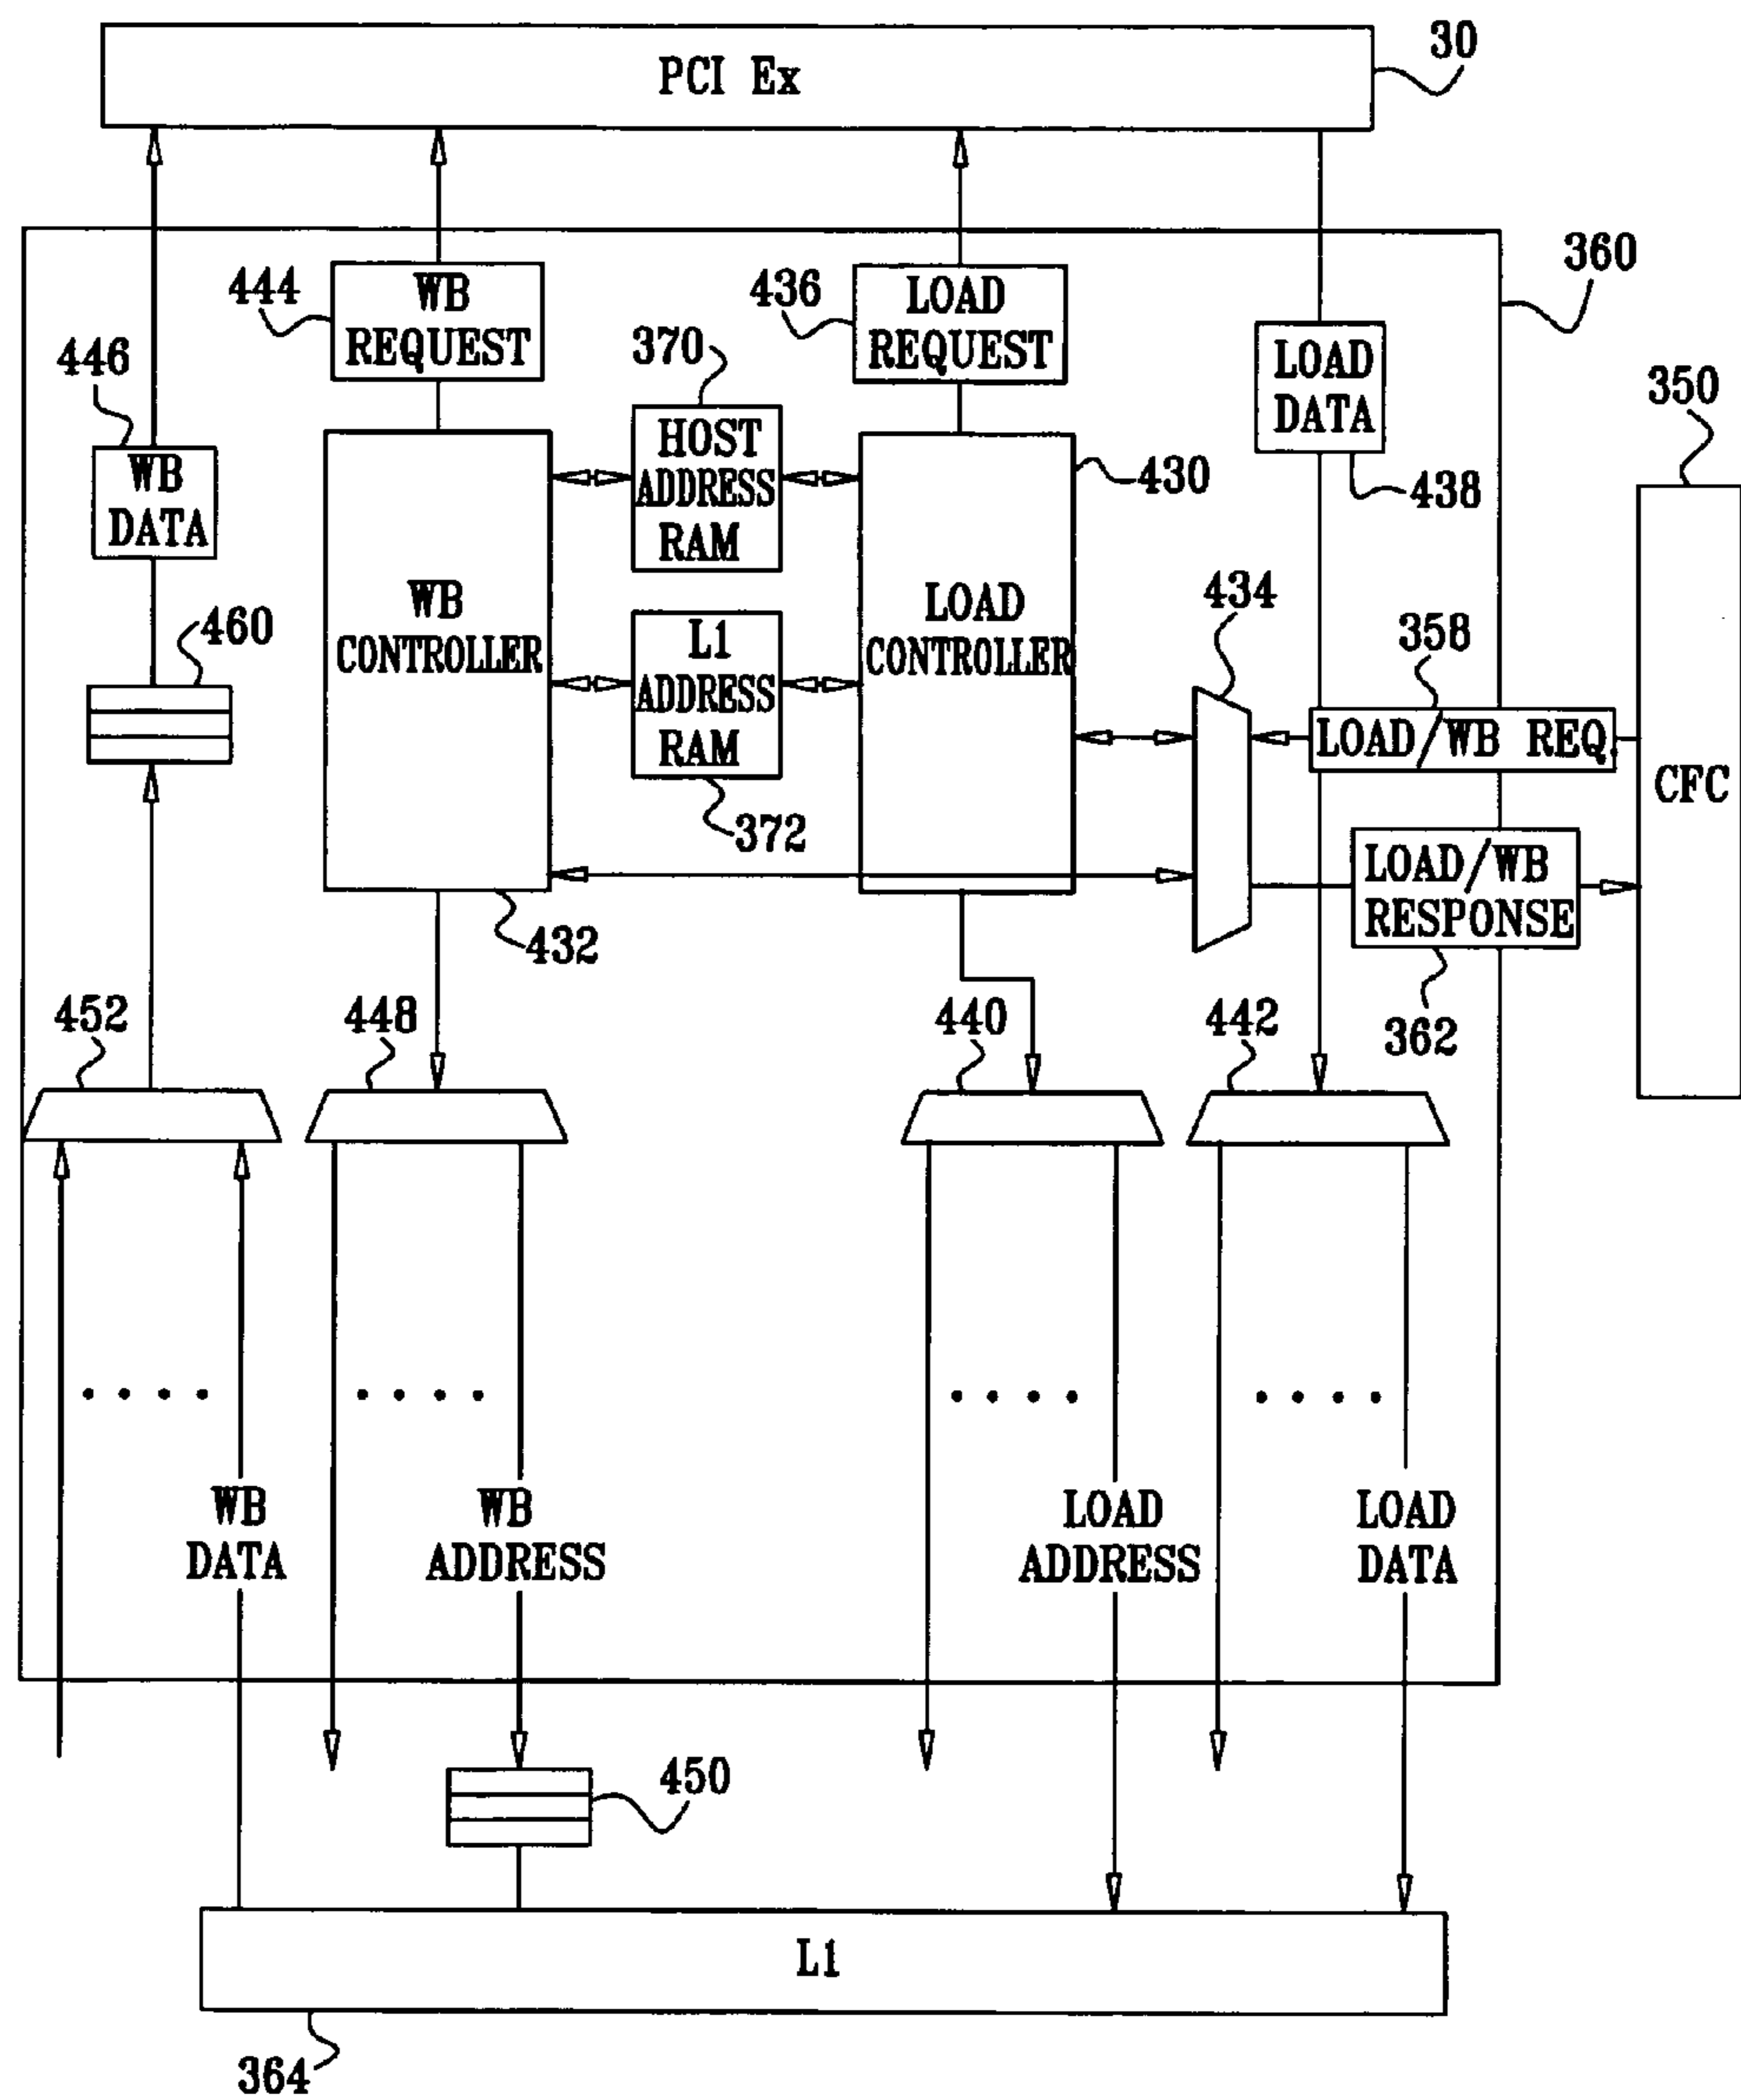 30
PCI Ex
360
444
WB
REQUEST
436
LOAD
REQUEST
370
446
LOAD
DATA
350
HOST
ADDRESS
RAM
430
438
WB
DATA
434
460
WB
CONTROLLER
LOAD
CONTROLLER
358
L1
ADDRESS
RAM
LOAD/WB REQ.
CFC
372
LOAD/WB
RESPONSE
432
452
448
440
442
362
WB
DATA
WB
ADDRESS
LOAD
ADDRESS
LOAD
DATA
450
L1
364